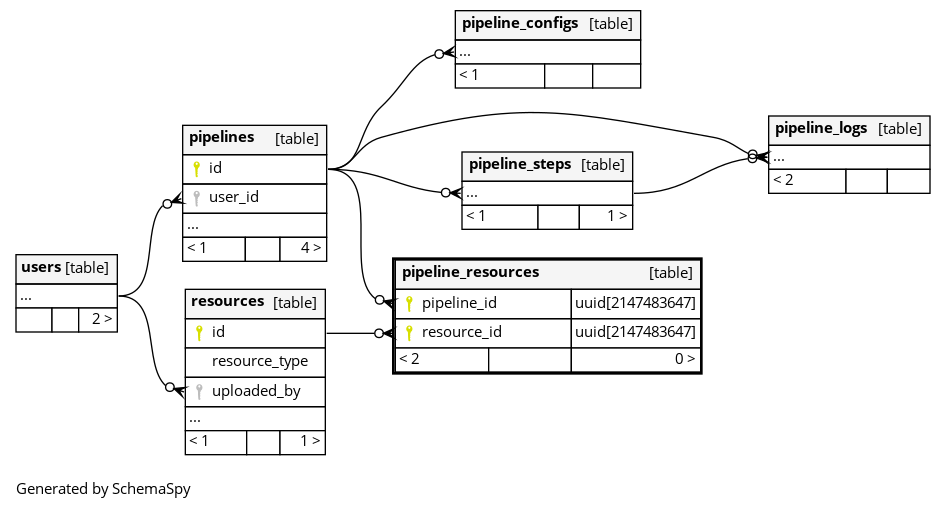 pipeline_configs [table]
...
< 1
pipelines [table]
id
user_id
...
< 1 4 >
pipeline_logs [table]
...
< 2
pipeline_steps [table]
...
< 1 1 >
users [table]
...
2 >
pipeline_resources [table]
pipeline_id uuid[2147483647]
resource_id uuid[2147483647]
< 2 0 >
resources [table]
id
resource_type
uploaded_by
...
< 1 1 >
Generated by SchemaSpy